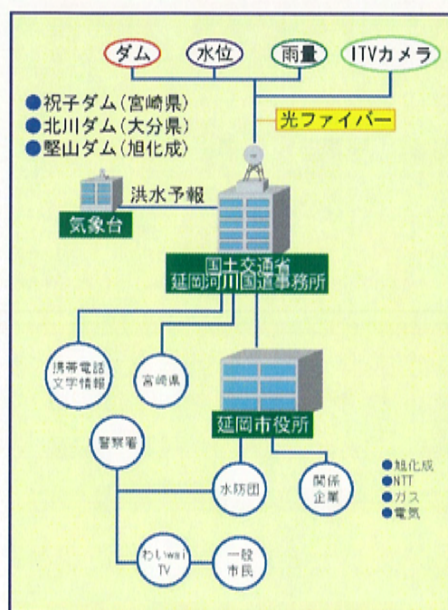 ダム 水位 雨量 ITVカメラ
●祝子ダム(宮崎県)
●北川ダム(大分県)
●堅山ダム(旭化成)
光ファイバー
洪水予報
気象台
国土交通省
延岡河川国道事務所
携帯電話
文字情報
宮崎県
延岡市役所
警察署
水防団
関係
企業
●旭化成
●NTT
●ガス
●電気
わいwai
TV
一般
市民